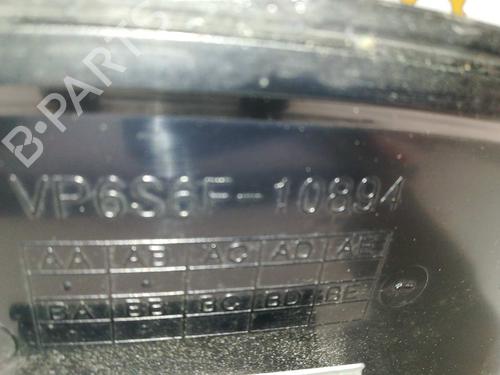 B-PARTS
VP6S6F-10894
AA AB AC AD AE
BA BB BC BD BE